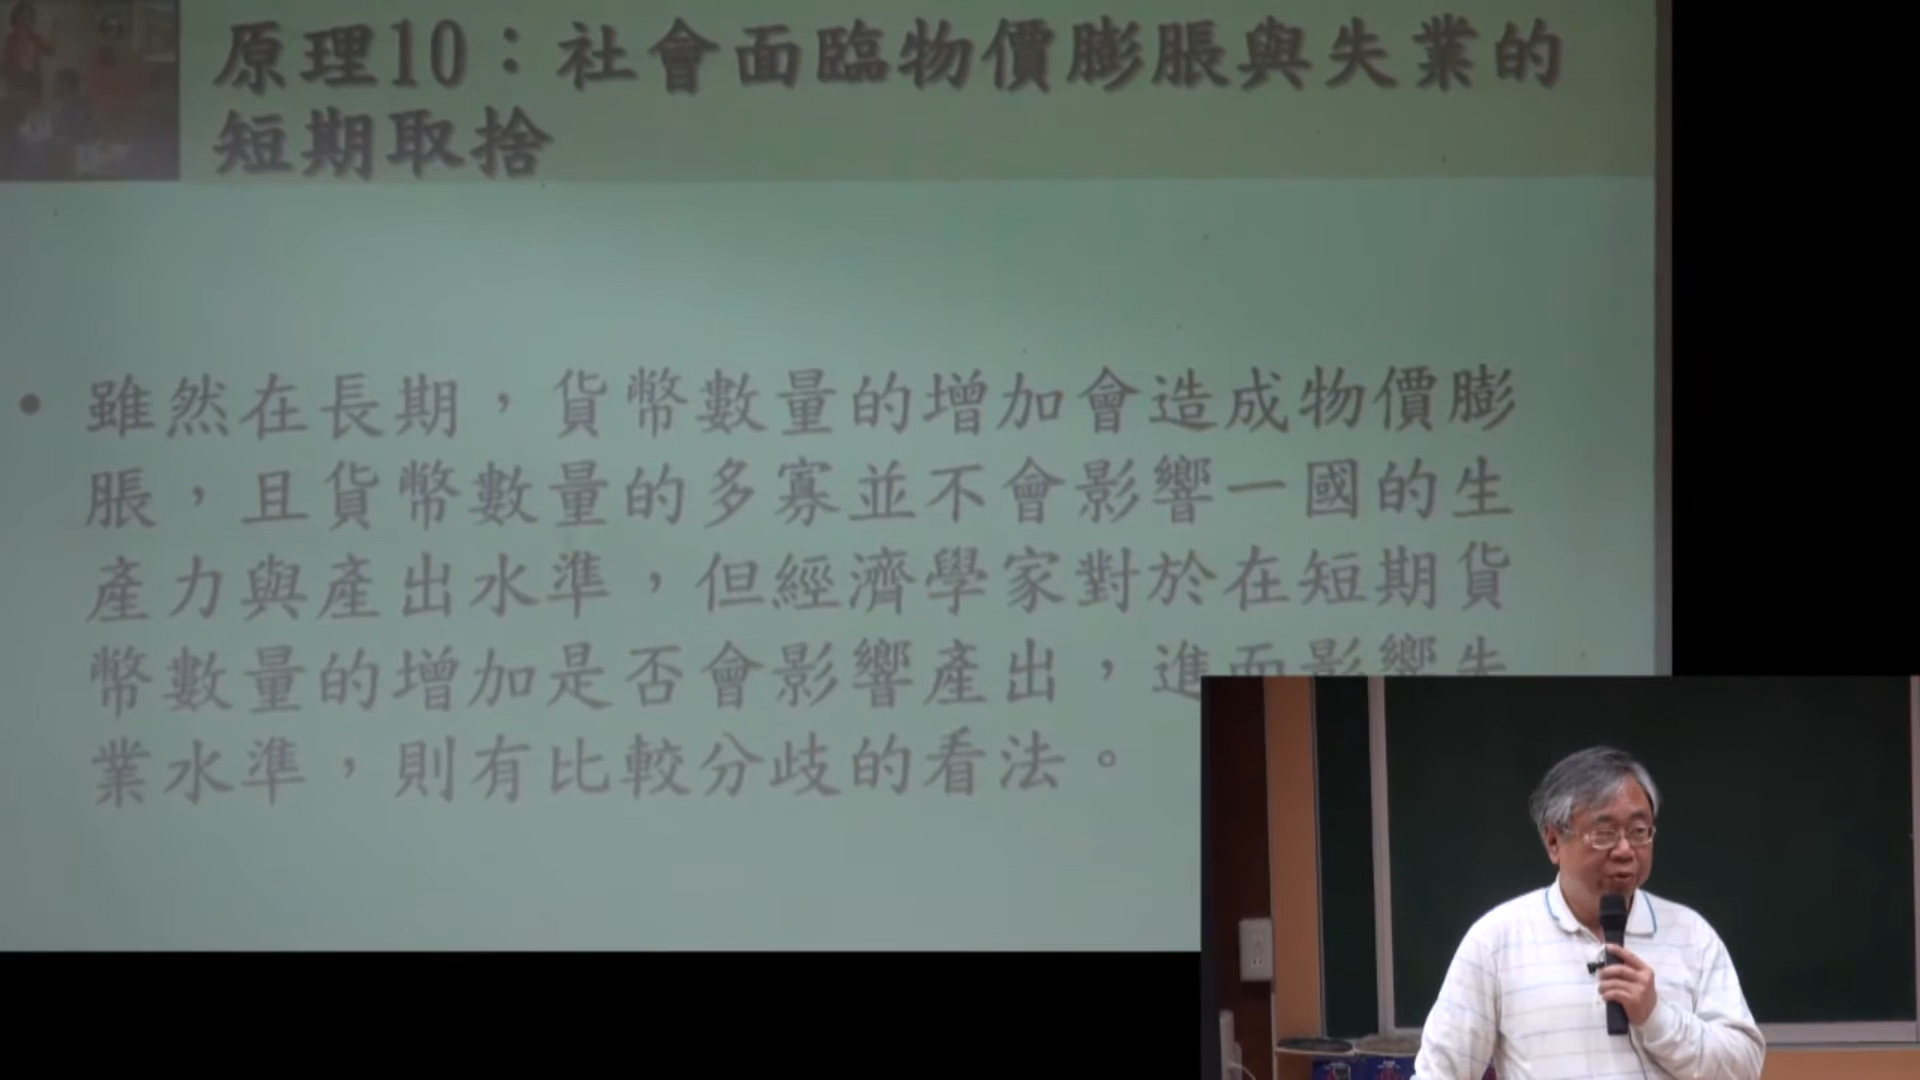 原理10：社會面臨物價膨脹與失業的
短期取捨
• 雖然在長期，貨幣數量的增加會造成物價膨
脹，且貨幣數量的多寡並不會影響一國的生
產力與產出水準，但經濟學家對於在短期貨
幣數量的增加是否會影響產出，進而影響失
業水準，則有比較分歧的看法。